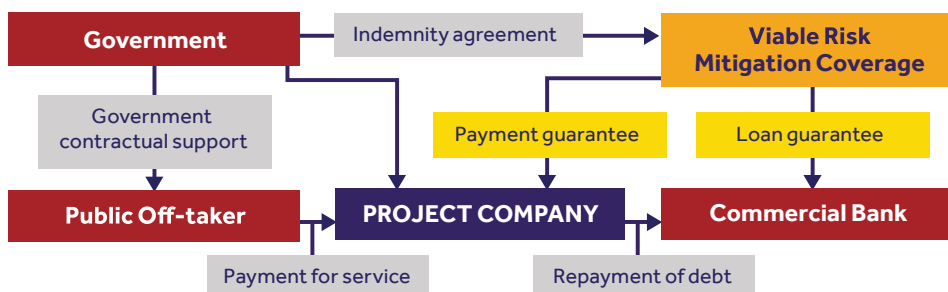 Government
Indemnity agreement
Viable Risk
Mitigation Coverage
Government
contractual support
Payment guarantee
Loan guarantee
Public Off-taker
PROJECT COMPANY
Commercial Bank
Payment for service
Repayment of debt